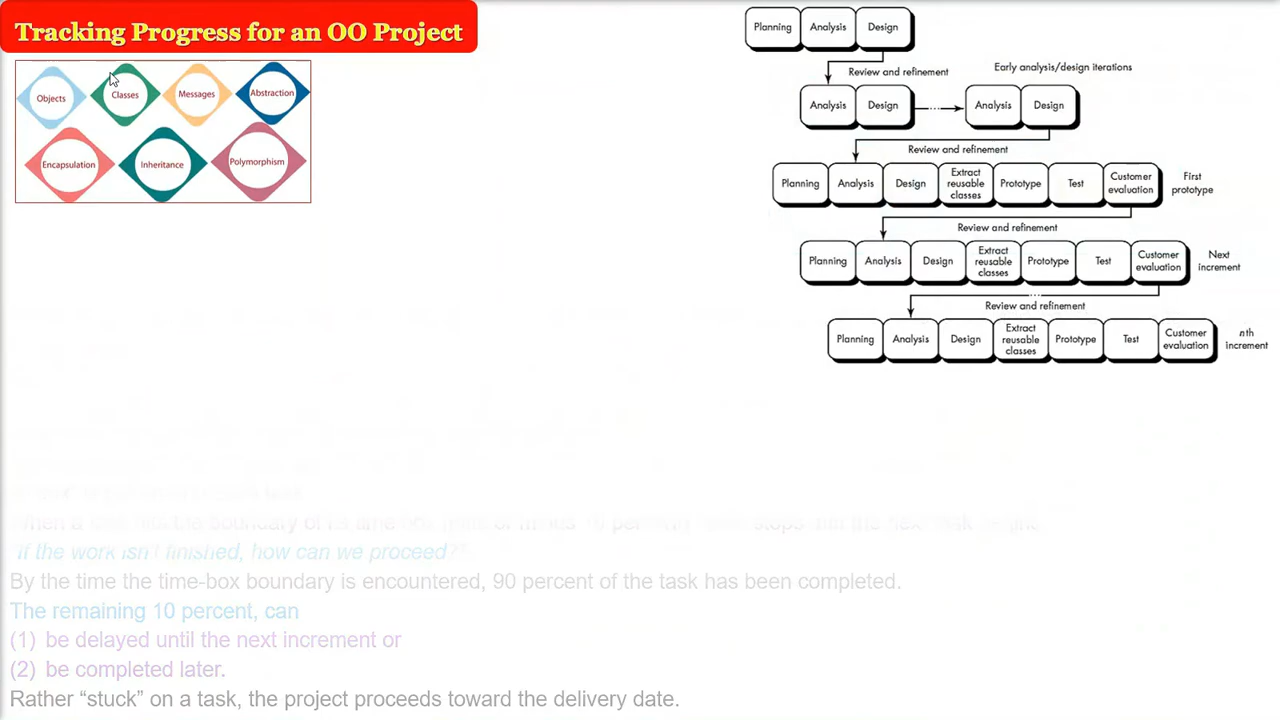 Tracking Progress for an OO Project
Objects
Classes
Messages
Abstraction
Encapsulation
Inheritance
Polymorphism
Planning
Analysis
Design
Review and refinement
Early analysis/design iterations
Analysis
Design
Analysis
Design
Review and refinement
Planning
Analysis
Design
Extract
reusable
classes
Prototype
Test
Customer
evaluation
First
prototype
Review and refinement
Planning
Analysis
Design
Extract
reusable
classes
Prototype
Test
Customer
evaluation
Next
increment
Review and refinement
Planning
Analysis
Design
Extract
reusable
classes
Prototype
Test
Customer
evaluation
nth
increment
If the work isn't finished, how can we proceed?"
By the time the time-box boundary is encountered, 90 percent of the task has been completed.
The remaining 10 percent, can
(1) be delayed until the next increment or
(2) be completed later.
Rather “stuck” on a task, the project proceeds toward the delivery date.